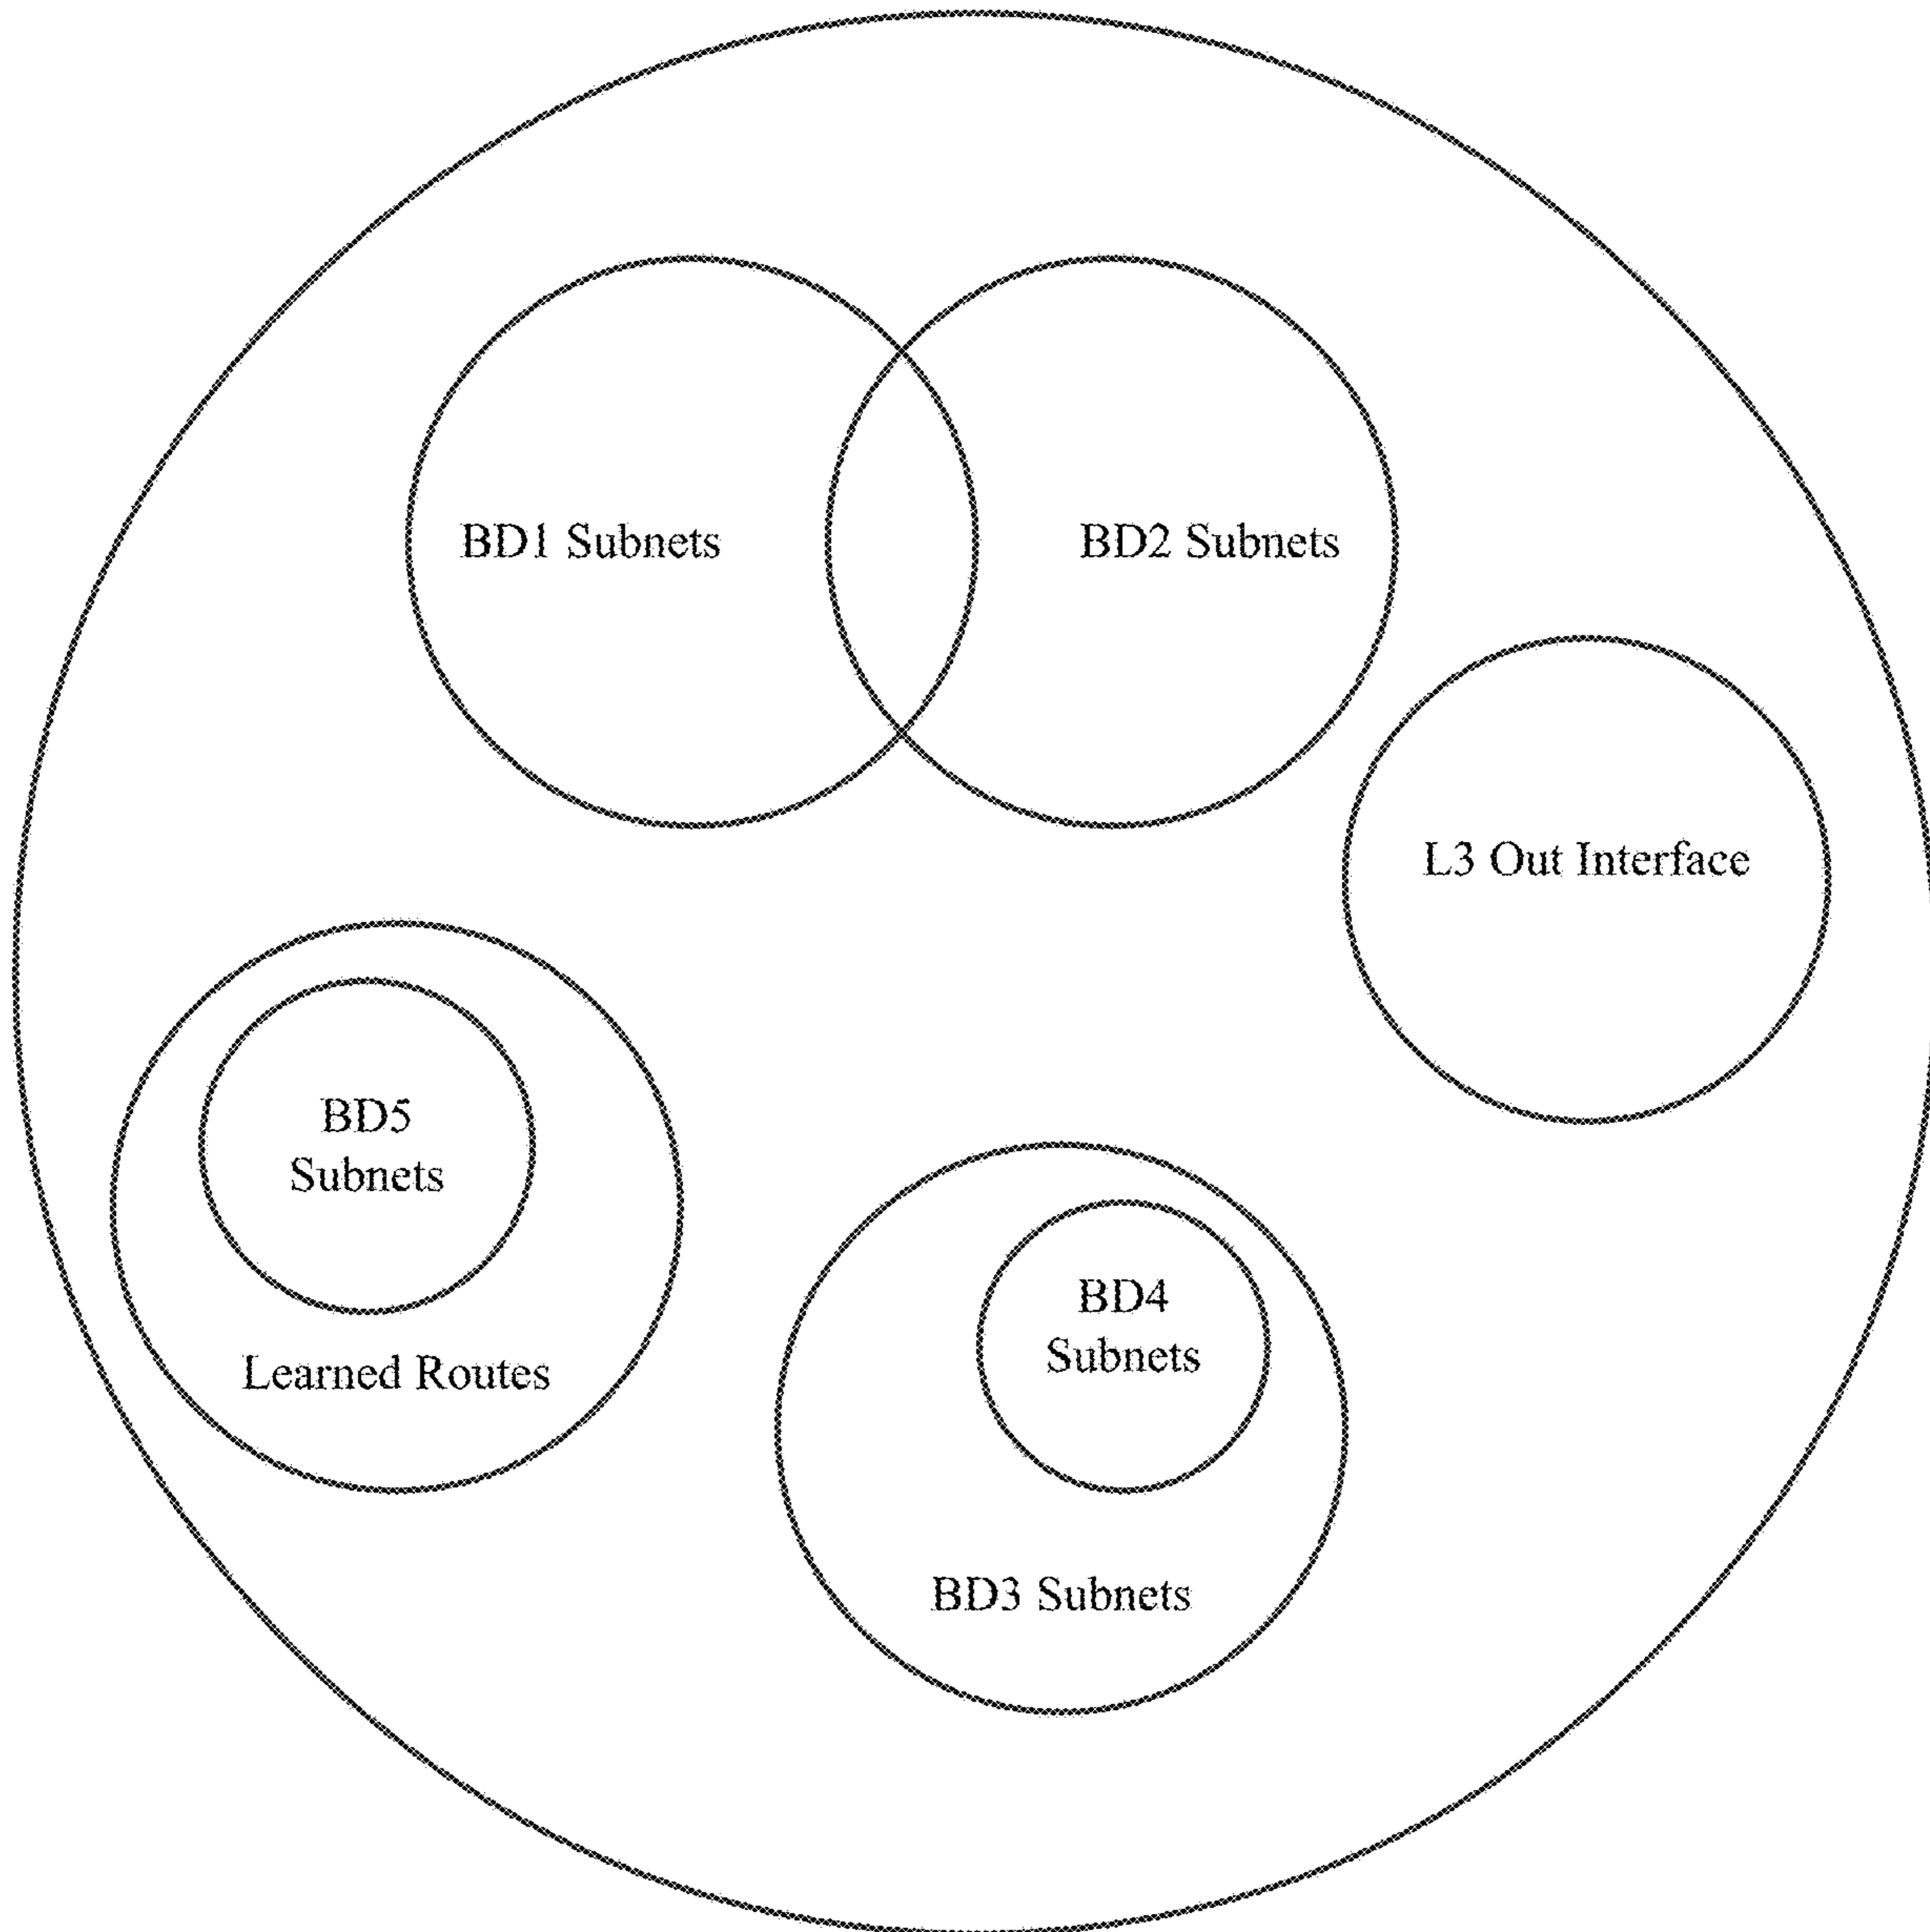 BD1 Subnets
BD2 Subnets
L3 Out Interface
BD5
Subnets
Learned Routes
BD4
Subnets
BD3 Subnets